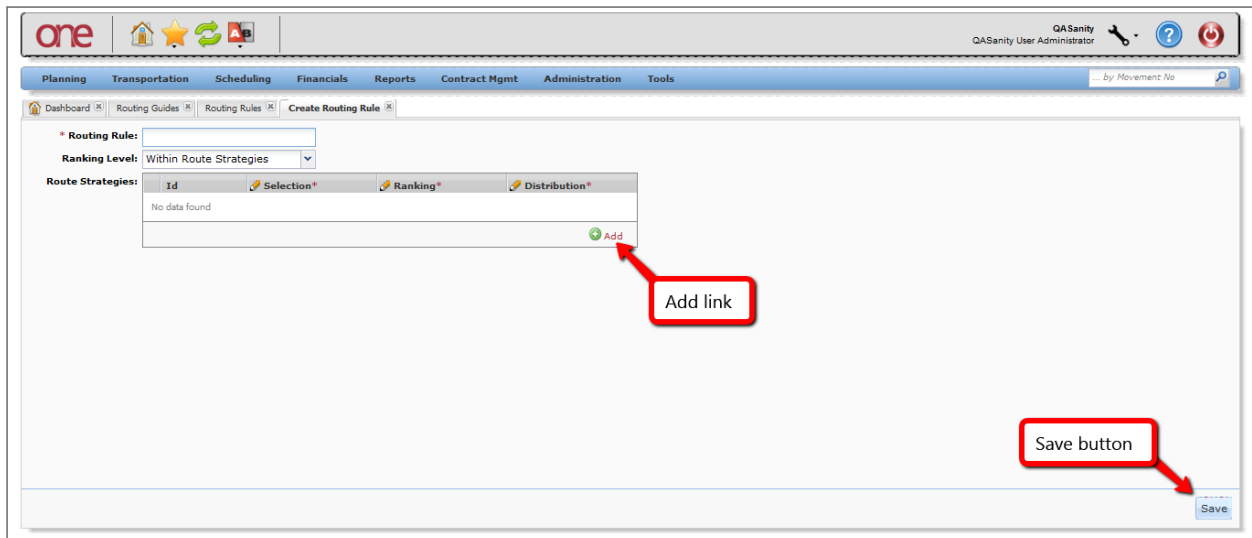 one
AB
QASanity
QASanity User Administrator
?
Planning Transportation Scheduling Financials Reports Contract Mgmt Administration Tools
... by Movement No
Dashboard Routing Guides Routing Rules Create Routing Rule
* Routing Rule:
Ranking Level: Within Route Strategies
Route Strategies: Id Selection* Ranking* Distribution*
No data found
Add
Add link
Save button
Save